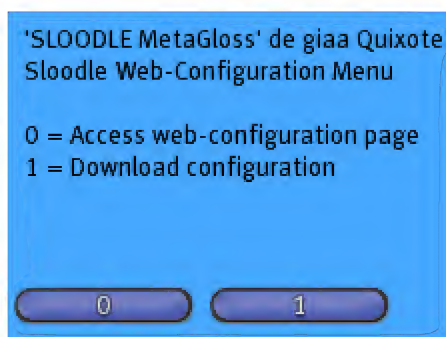 'SLOODLE MetaGloss' de giaa Quixote
Sloodle Web-Configuration Menu
0 = Access web-configuration page
1 = Download configuration
0 1